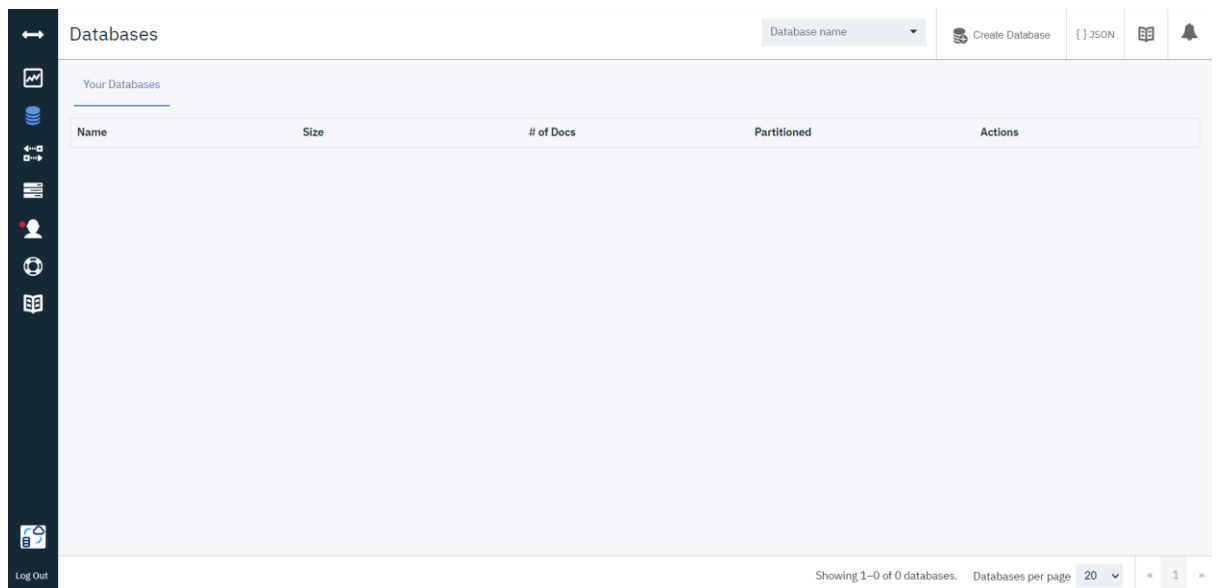 Databases
Database name
Create Database
{ } JSON
Your Databases
Name Size # of Docs Partitioned Actions
Log Out
Showing 1–0 of 0 databases. Databases per page 20 « 1 »